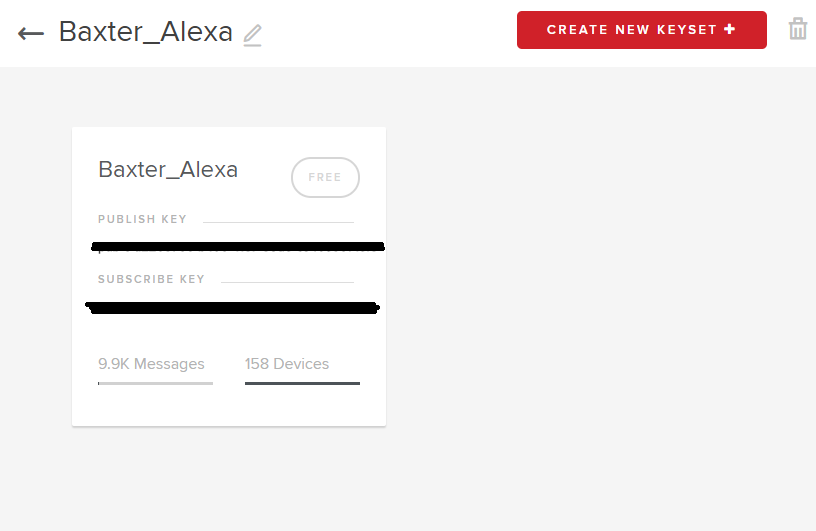 Baxter_Alexa
CREATE NEW KEYSET +
Baxter_Alexa
FREE
PUBLISH KEY
SUBSCRIBE KEY
9.9K Messages
158 Devices